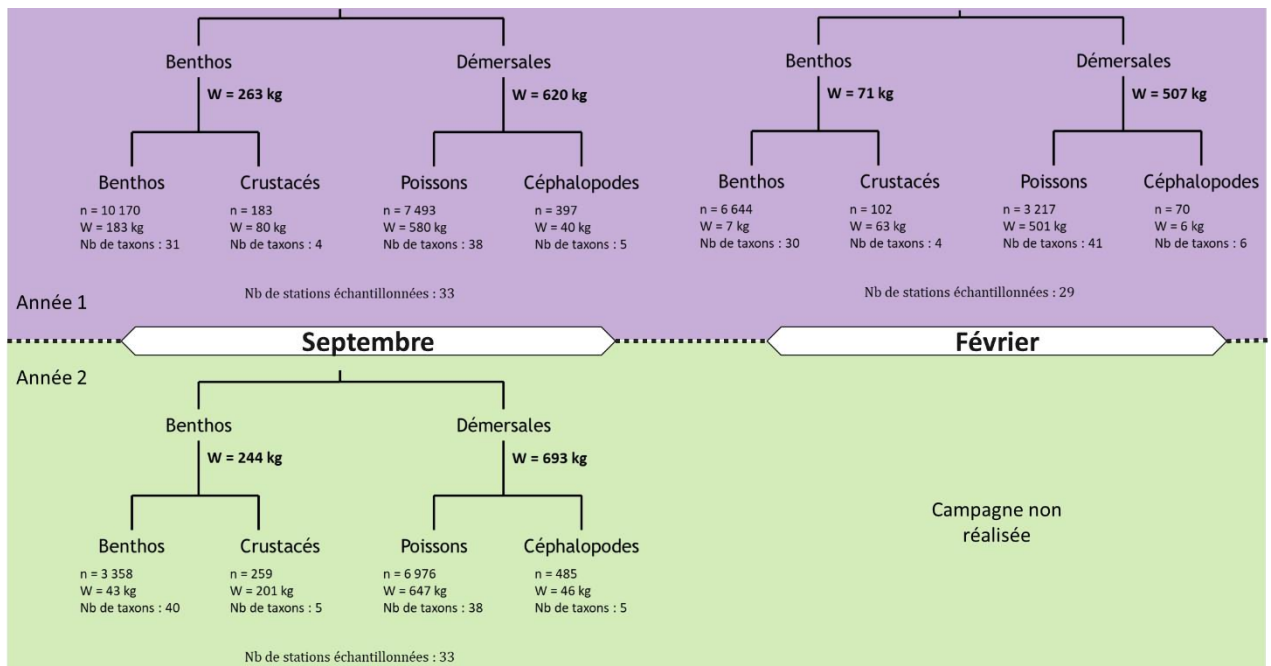 Benthos
Démersales
W = 263 kg
W = 620 kg
Benthos
Crustacés
Poissons
Céphalopodes
n = 10 170
W = 183 kg
Nb de taxons : 31
n = 183
W = 80 kg
Nb de taxons : 4
n = 7 493
W = 580 kg
Nb de taxons : 38
n = 397
W = 40 kg
Nb de taxons : 5
Nb de stations échantillonnées : 33
Benthos
Démersales
W = 71 kg
W = 507 kg
Benthos
Crustacés
Poissons
Céphalopodes
n = 6 644
W = 7 kg
Nb de taxons : 30
n = 102
W = 63 kg
Nb de taxons : 4
n = 3 217
W = 501 kg
Nb de taxons : 41
n = 70
W = 6 kg
Nb de taxons : 6
Nb de stations échantillonnées : 29
Année 1
Septembre
Février
Année 2
Benthos
Démersales
W = 244 kg
W = 693 kg
Benthos
Crustacés
Poissons
Céphalopodes
n = 3 358
W = 43 kg
Nb de taxons : 40
n = 259
W = 201 kg
Nb de taxons : 5
n = 6 976
W = 647 kg
Nb de taxons : 38
n = 485
W = 46 kg
Nb de taxons : 5
Nb de stations échantillonnées : 33
Campagne non
réalisée